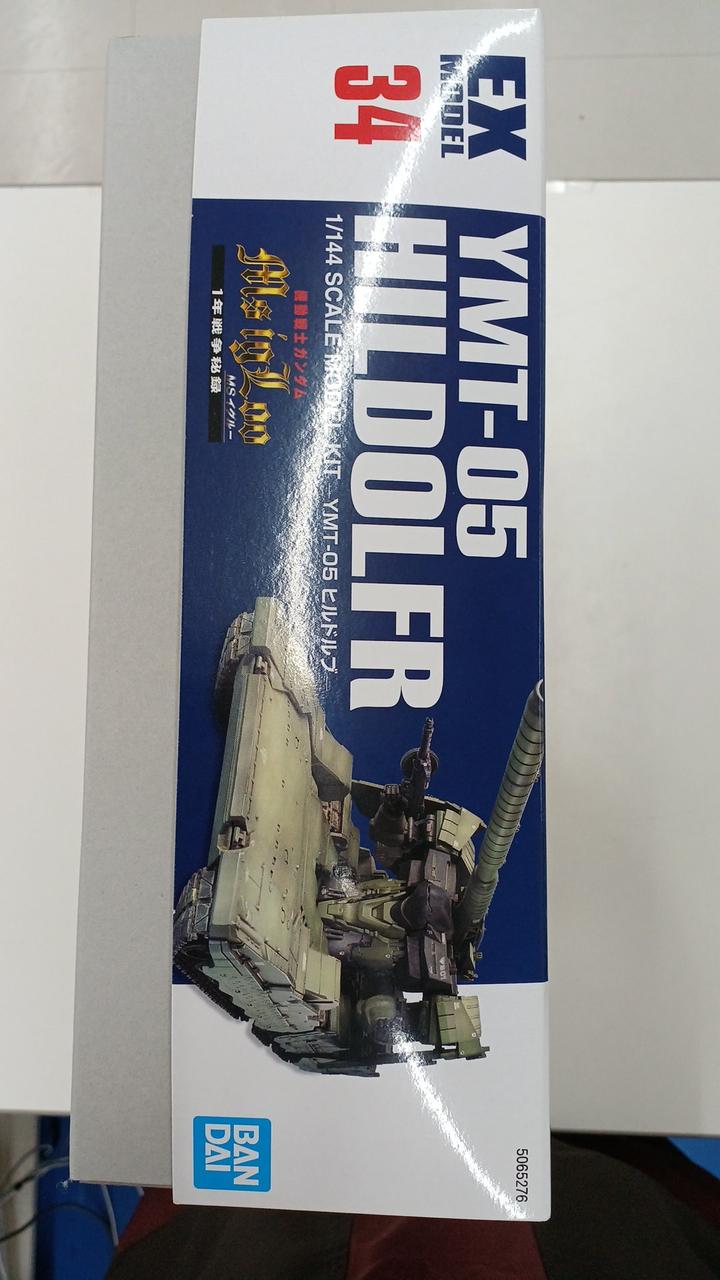 EX
MODEL
34
YMT-05
HILDOLFR
1/144 SCALE MODEL KIT YMT-05 ヒルドルブ
機動戦士ガンダム
MS igLoo
MSイグルー
1年戦争秘録
BAN
DAI
5065276